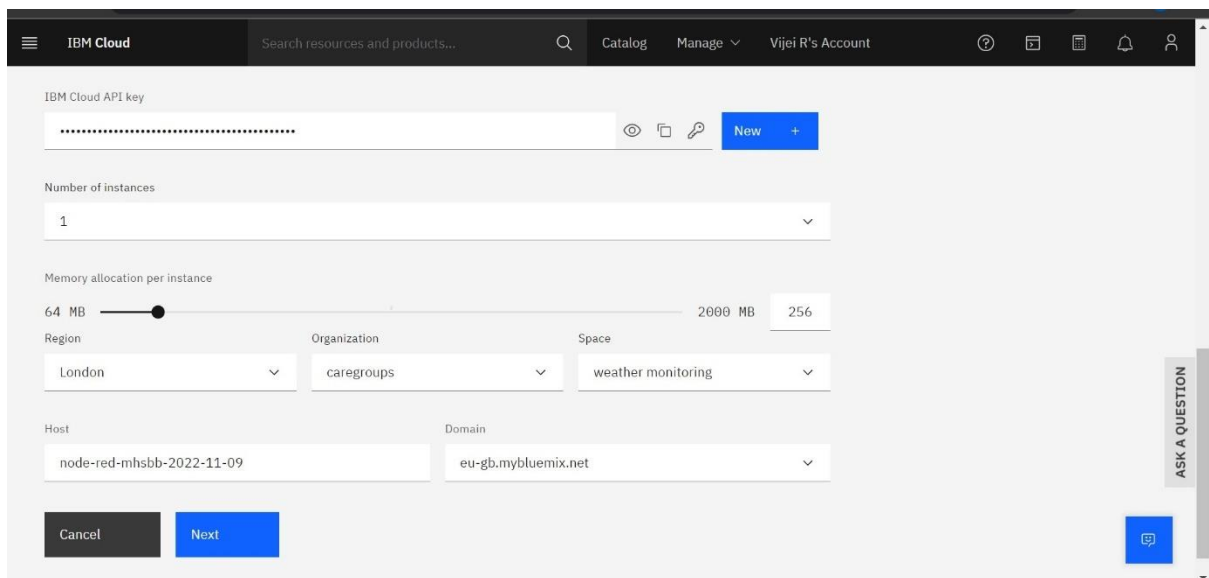 IBM Cloud Search resources and products... Catalog Manage Vijei R's Account
IBM Cloud API key
•••••••••••••••••••••••••••••••••••••••••••• New +
Number of instances
1
Memory allocation per instance
64 MB 2000 MB 256
Region Organization Space
London caregroups weather monitoring
Host Domain
node-red-mhsbb-2022-11-09 eu-gb.mybluemix.net
Cancel Next
ASK A QUESTION